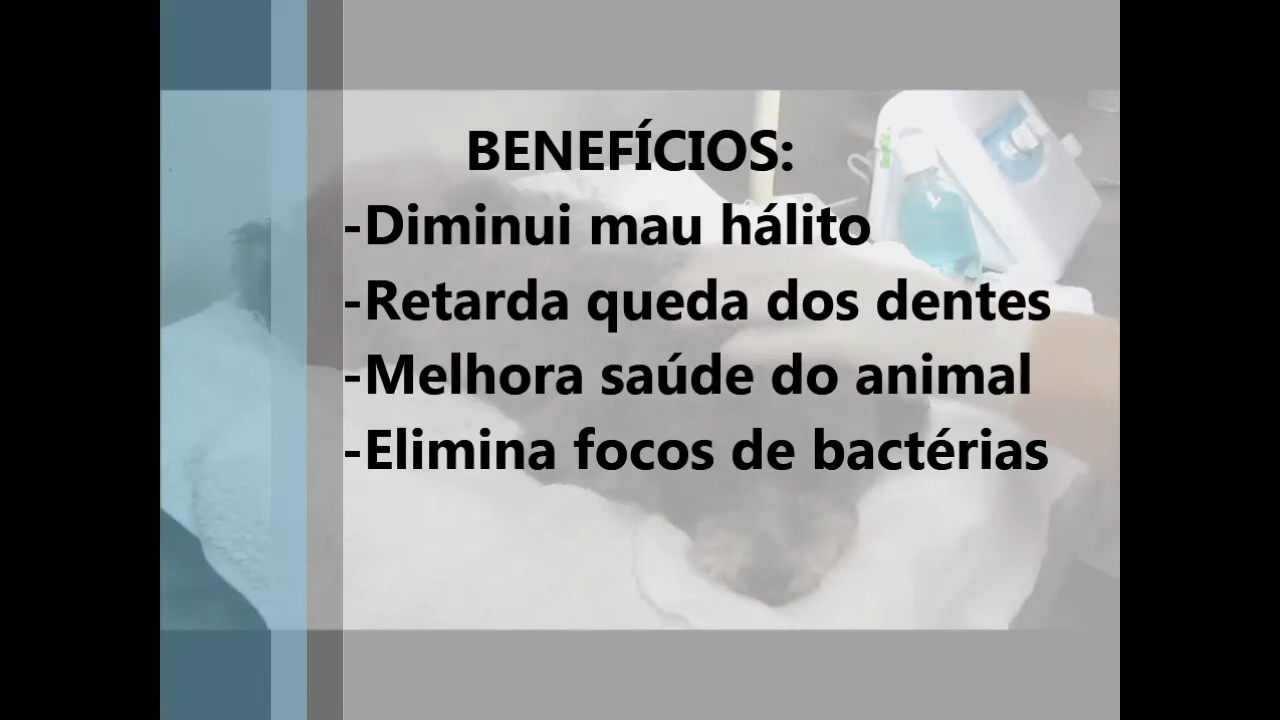 BENEFÍCIOS:
-Diminui mau hálito
-Retarda queda dos dentes
-Melhora saúde do animal
-Elimina focos de bactérias